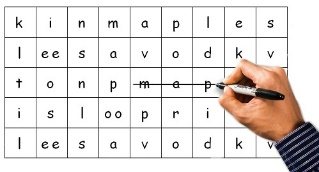 k i n m a p l e s
l ee s a v o d k v
t o n p m a p
i s l oo p r i
l ee s a v o d k v